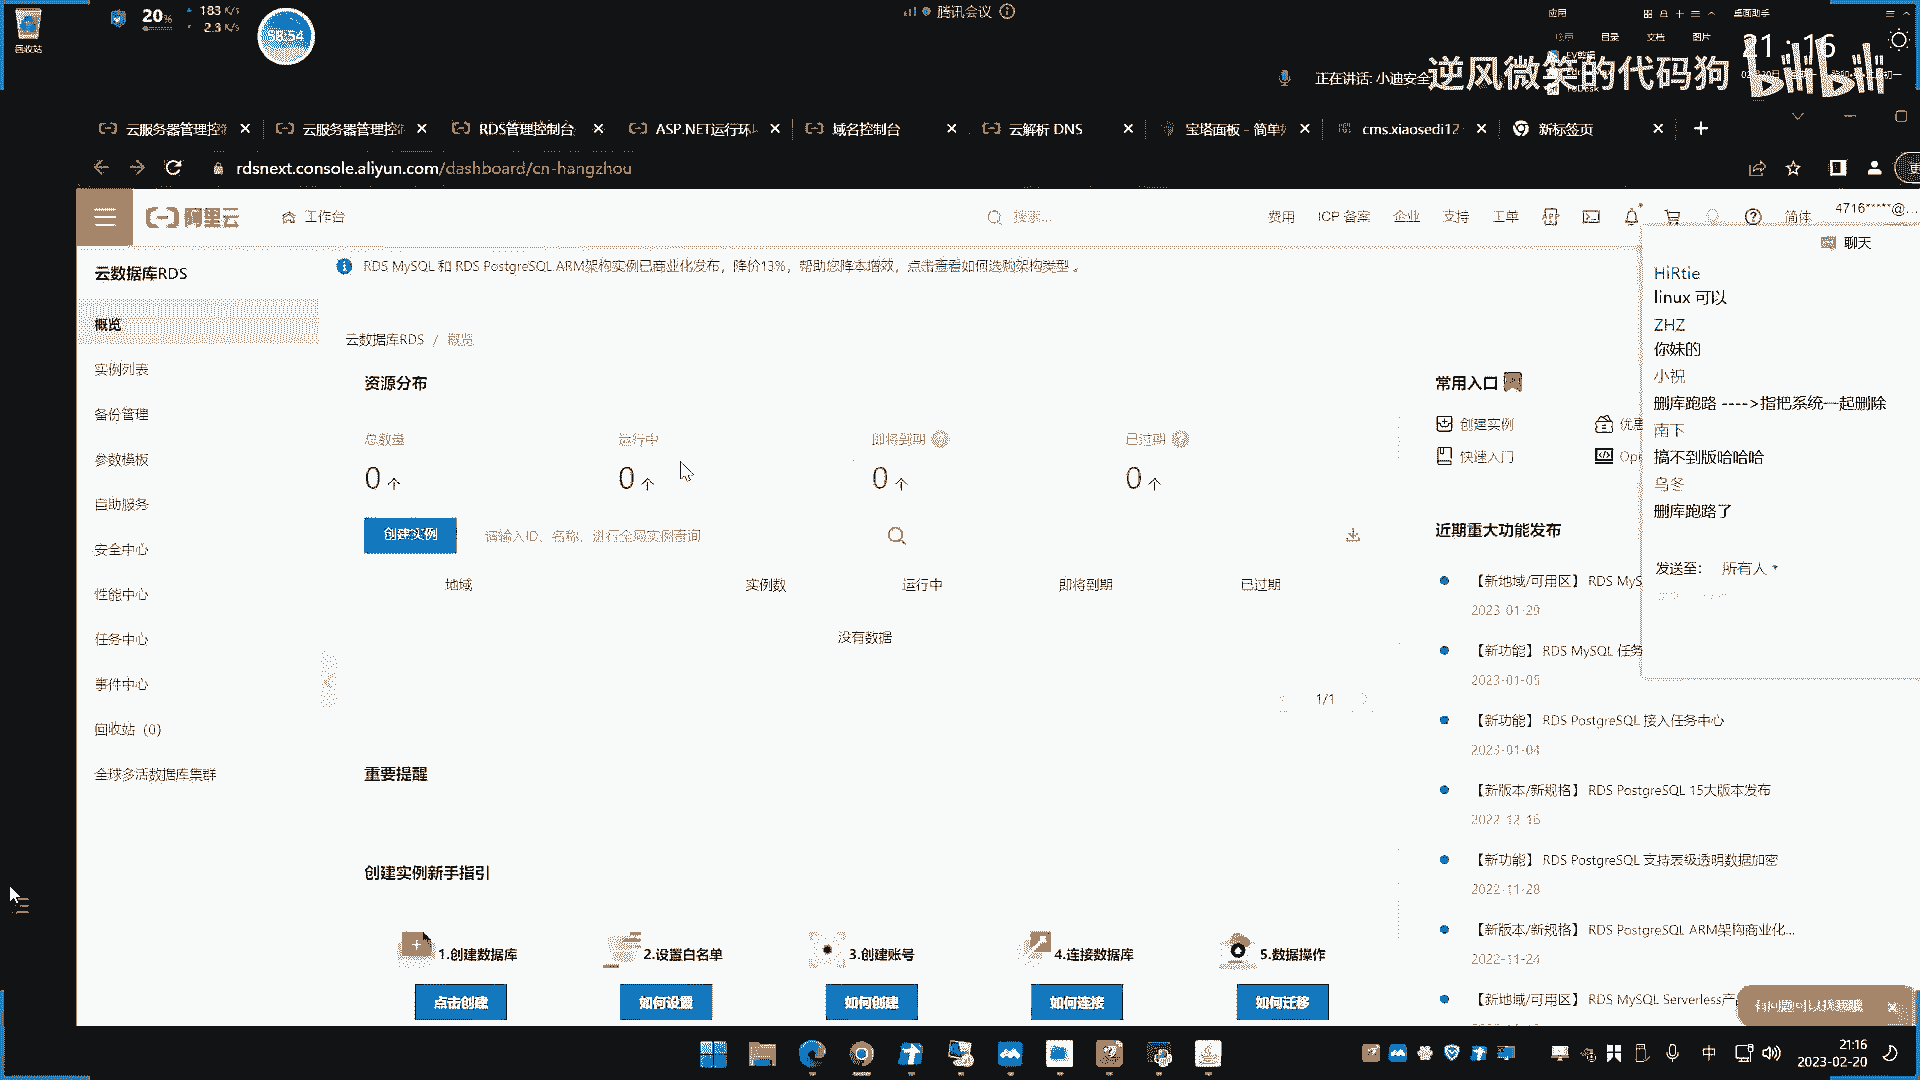 回收站
20%
183 K/s
2.3 K/s
58:54
腾讯会议
应用
桌面助手
目录
文档
图片
21:16
正在讲话: 小迪安全
逆风微笑的代码狗
bilibili
云服务器管理控
云服务器管理控
RDS管理控制台
ASP.NET运行环
域名控制台
云解析 DNS
宝塔面板 - 简单
cms.xiaosedi12
新标签页
rdsnext.console.aliyun.com/dashboard/cn-hangzhou
阿里云
工作台
搜索...
费用
ICP 备案
企业
支持
工单
简体
4716*****@...
云数据库RDS
概览
实例列表
备份管理
参数模板
自助服务
安全中心
性能中心
任务中心
事件中心
回收站 (0)
全球多活数据库集群
RDS MySQL 和 RDS PostgreSQL ARM架构实例已商业化发布，降价13%，帮助您降本增效，点击查看如何选购架构类型 。
云数据库RDS / 概览
资源分布
总数量
运行中
即将到期
已过期
0 个
0 个
0 个
0 个
创建实例
请输入ID、名称、进行全局实例查询
地域
实例数
运行中
即将到期
已过期
没有数据
1/1
重要提醒
创建实例新手指引
1.创建数据库
2.设置白名单
3.创建账号
4.连接数据库
5.数据操作
点击创建
如何设置
如何创建
如何连接
如何迁移
常用入口
创建实例
优惠
快速入门
Ope
近期重大功能发布
【新地域/可用区】 RDS MyS
2023-01-29
【新功能】 RDS MySQL 任务
2023-01-05
【新功能】 RDS PostgreSQL 接入任务中心
2023-01-04
【新版本/新规格】 RDS PostgreSQL 15大版本发布
2022-12-16
【新功能】 RDS PostgreSQL 支持表级透明数据加密
2022-11-28
【新版本/新规格】 RDS PostgreSQL ARM架构商业化...
2022-11-24
【新地域/可用区】 RDS MySQL Serverless产
聊天
HiRtie
linux 可以
ZHZ
你妹的
小祝
删库跑路 ---->指把系统一起删除
南下
搞不到版哈哈哈
乌冬
删库跑路了
发送至:
所有人
中
21:16
2023-02-20